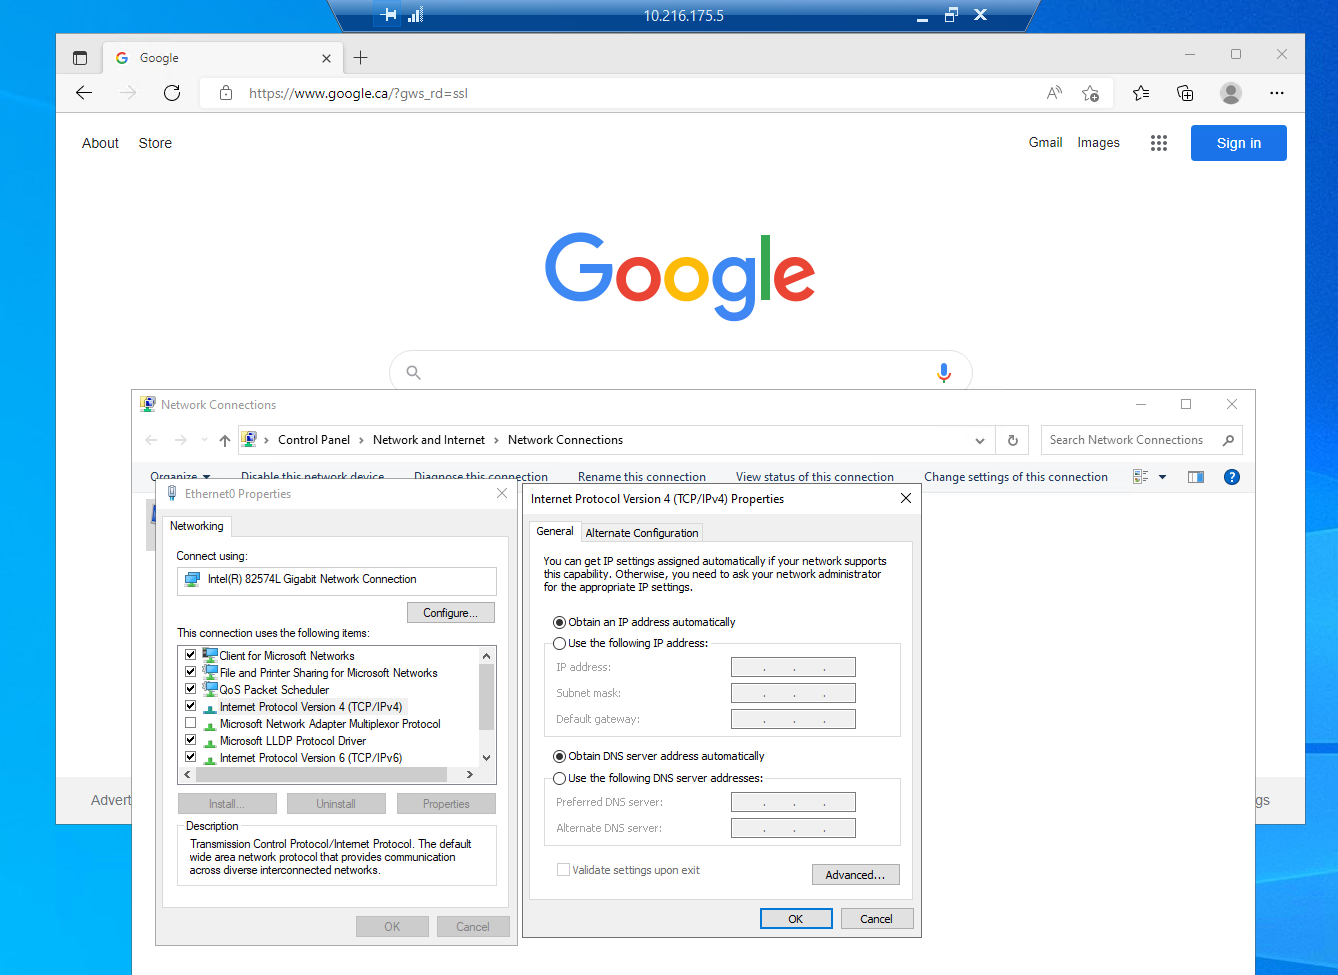 10.216.175.5
Google
https://www.google.ca/?gws_rd=ssl
About Store
Gmail Images Sign in
Google
Network Connections
Control Panel > Network and Internet > Network Connections
Search Network Connections
Organize Disable this network device Diagnose this connection Rename this connection View status of this connection Change settings of this connection
Ethernet0 Properties
Networking
Connect using:
Intel(R) 82574L Gigabit Network Connection
Configure...
This connection uses the following items:
Client for Microsoft Networks
File and Printer Sharing for Microsoft Networks
QoS Packet Scheduler
Internet Protocol Version 4 (TCP/IPv4)
Microsoft Network Adapter Multiplexor Protocol
Microsoft LLDP Protocol Driver
Internet Protocol Version 6 (TCP/IPv6)
Install... Uninstall Properties
Description
Transmission Control Protocol/Internet Protocol. The default
wide area network protocol that provides communication
across diverse interconnected networks.
OK Cancel
Internet Protocol Version 4 (TCP/IPv4) Properties
General Alternate Configuration
You can get IP settings assigned automatically if your network supports
this capability. Otherwise, you need to ask your network administrator
for the appropriate IP settings.
Obtain an IP address automatically
Use the following IP address:
IP address:
Subnet mask:
Default gateway:
Obtain DNS server address automatically
Use the following DNS server addresses:
Preferred DNS server:
Alternate DNS server:
Validate settings upon exit
Advanced...
OK Cancel
Advert
gs